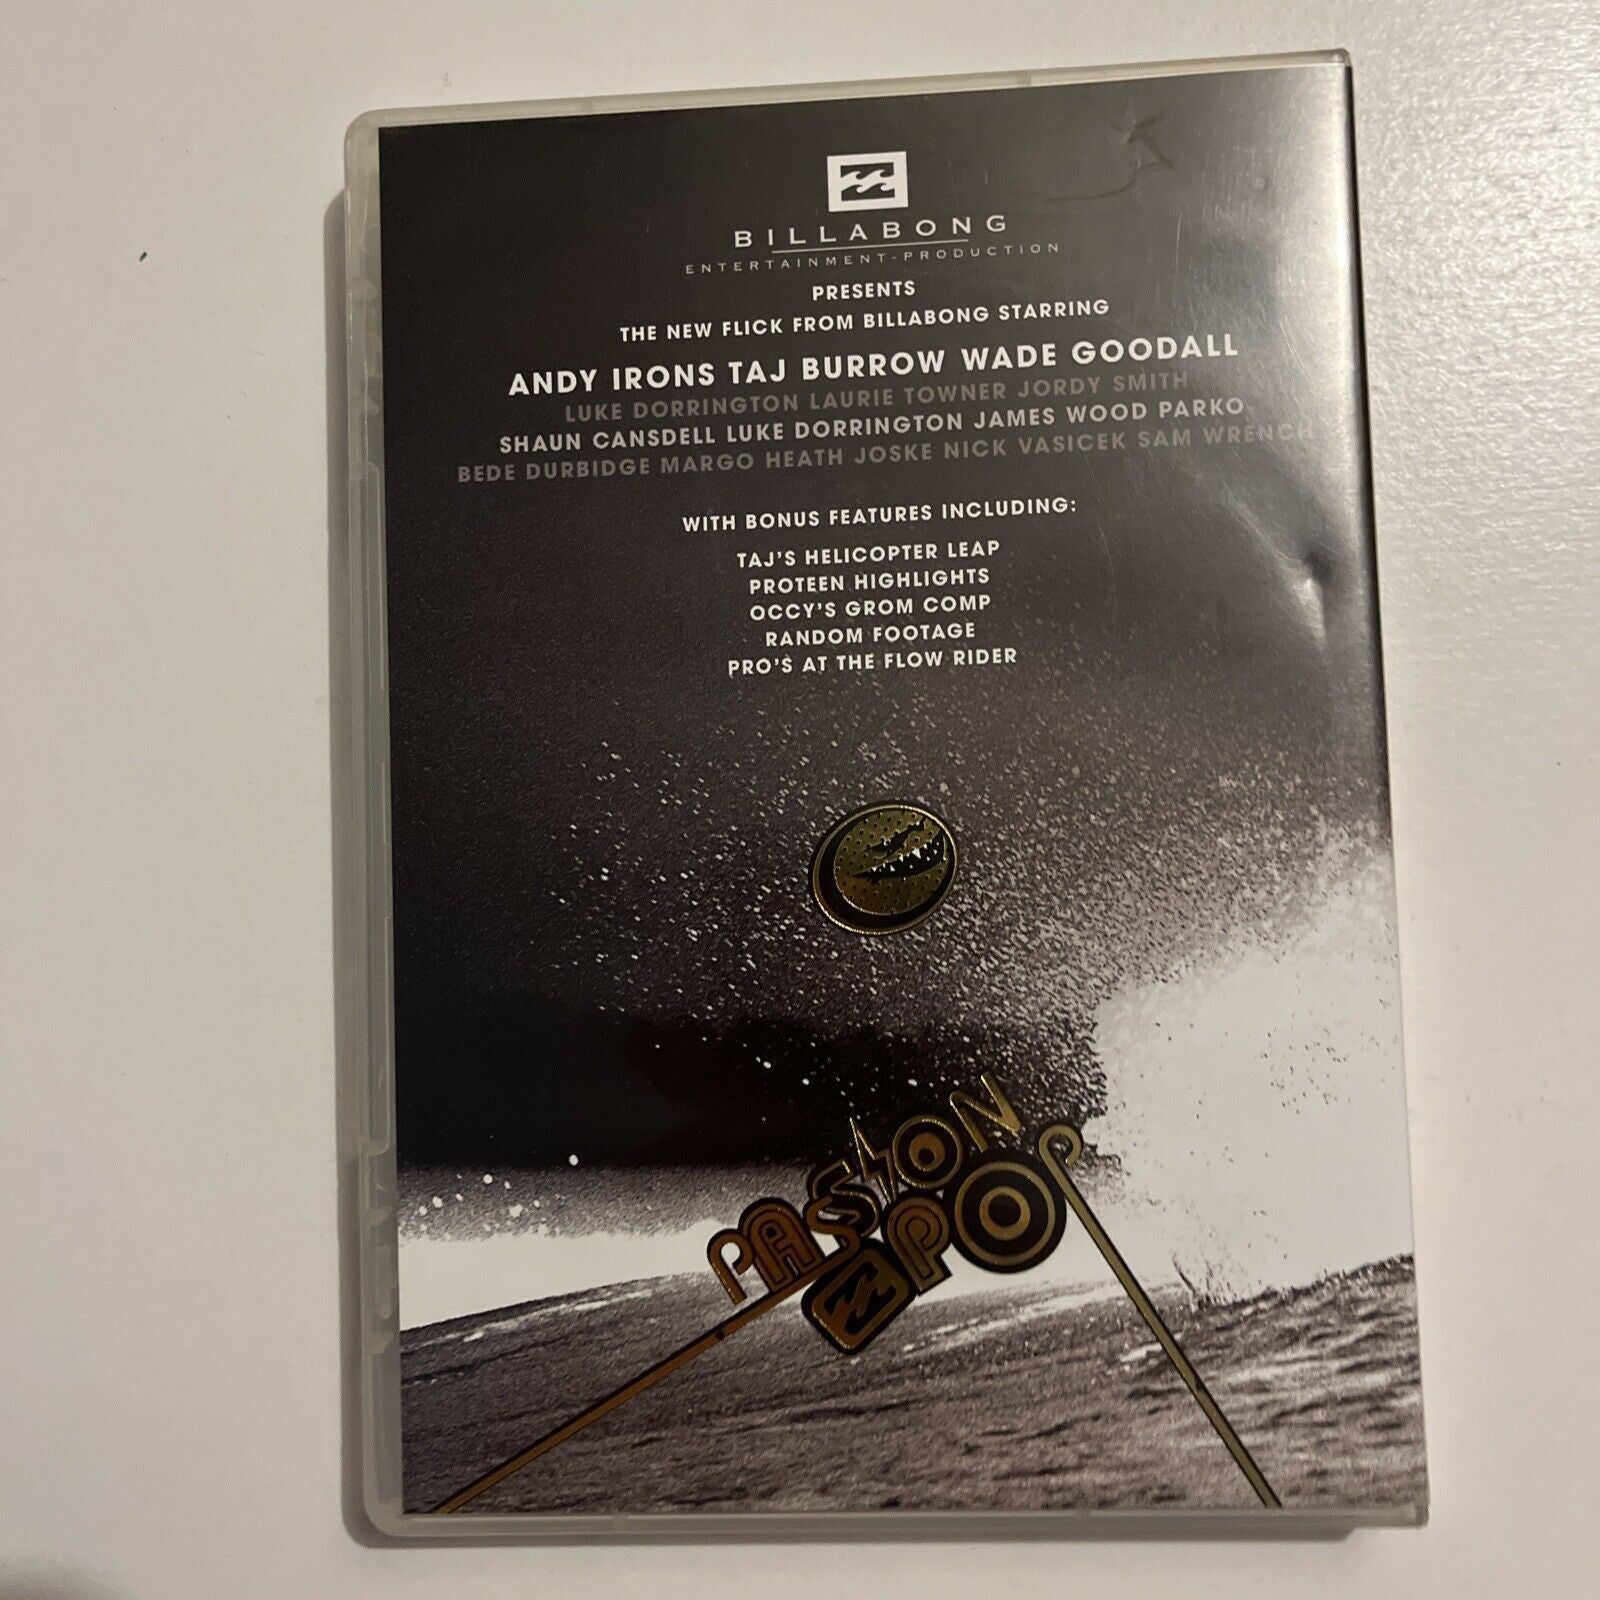 BILLABONG
ENTERTAINMENT-PRODUCTION
PRESENTS
THE NEW FLICK FROM BILLABONG STARRING
ANDY IRONS TAJ BURROW WADE GOODALL
LUKE DORRINGTON LAURIE TOWNER JORDY SMITH
SHAUN CANSDELL LUKE DORRINGTON JAMES WOOD PARKO
BEDE DURBIDGE MARGO HEATH JOSKE NICK VASICEK SAM WRENCH
WITH BONUS FEATURES INCLUDING:
TAJ'S HELICOPTER LEAP
PROTEEN HIGHLIGHTS
OCCY'S GROM COMP
RANDOM FOOTAGE
PRO'S AT THE FLOW RIDER
PASSION
POP